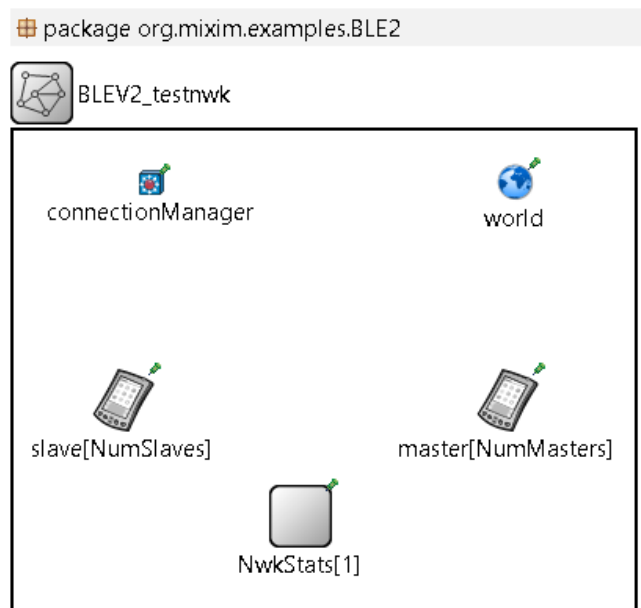 package org.mixim.examples.BLE2
BLEV2_testnwk
connectionManager
world
slave[NumSlaves]
master[NumMasters]
NwkStats[1]